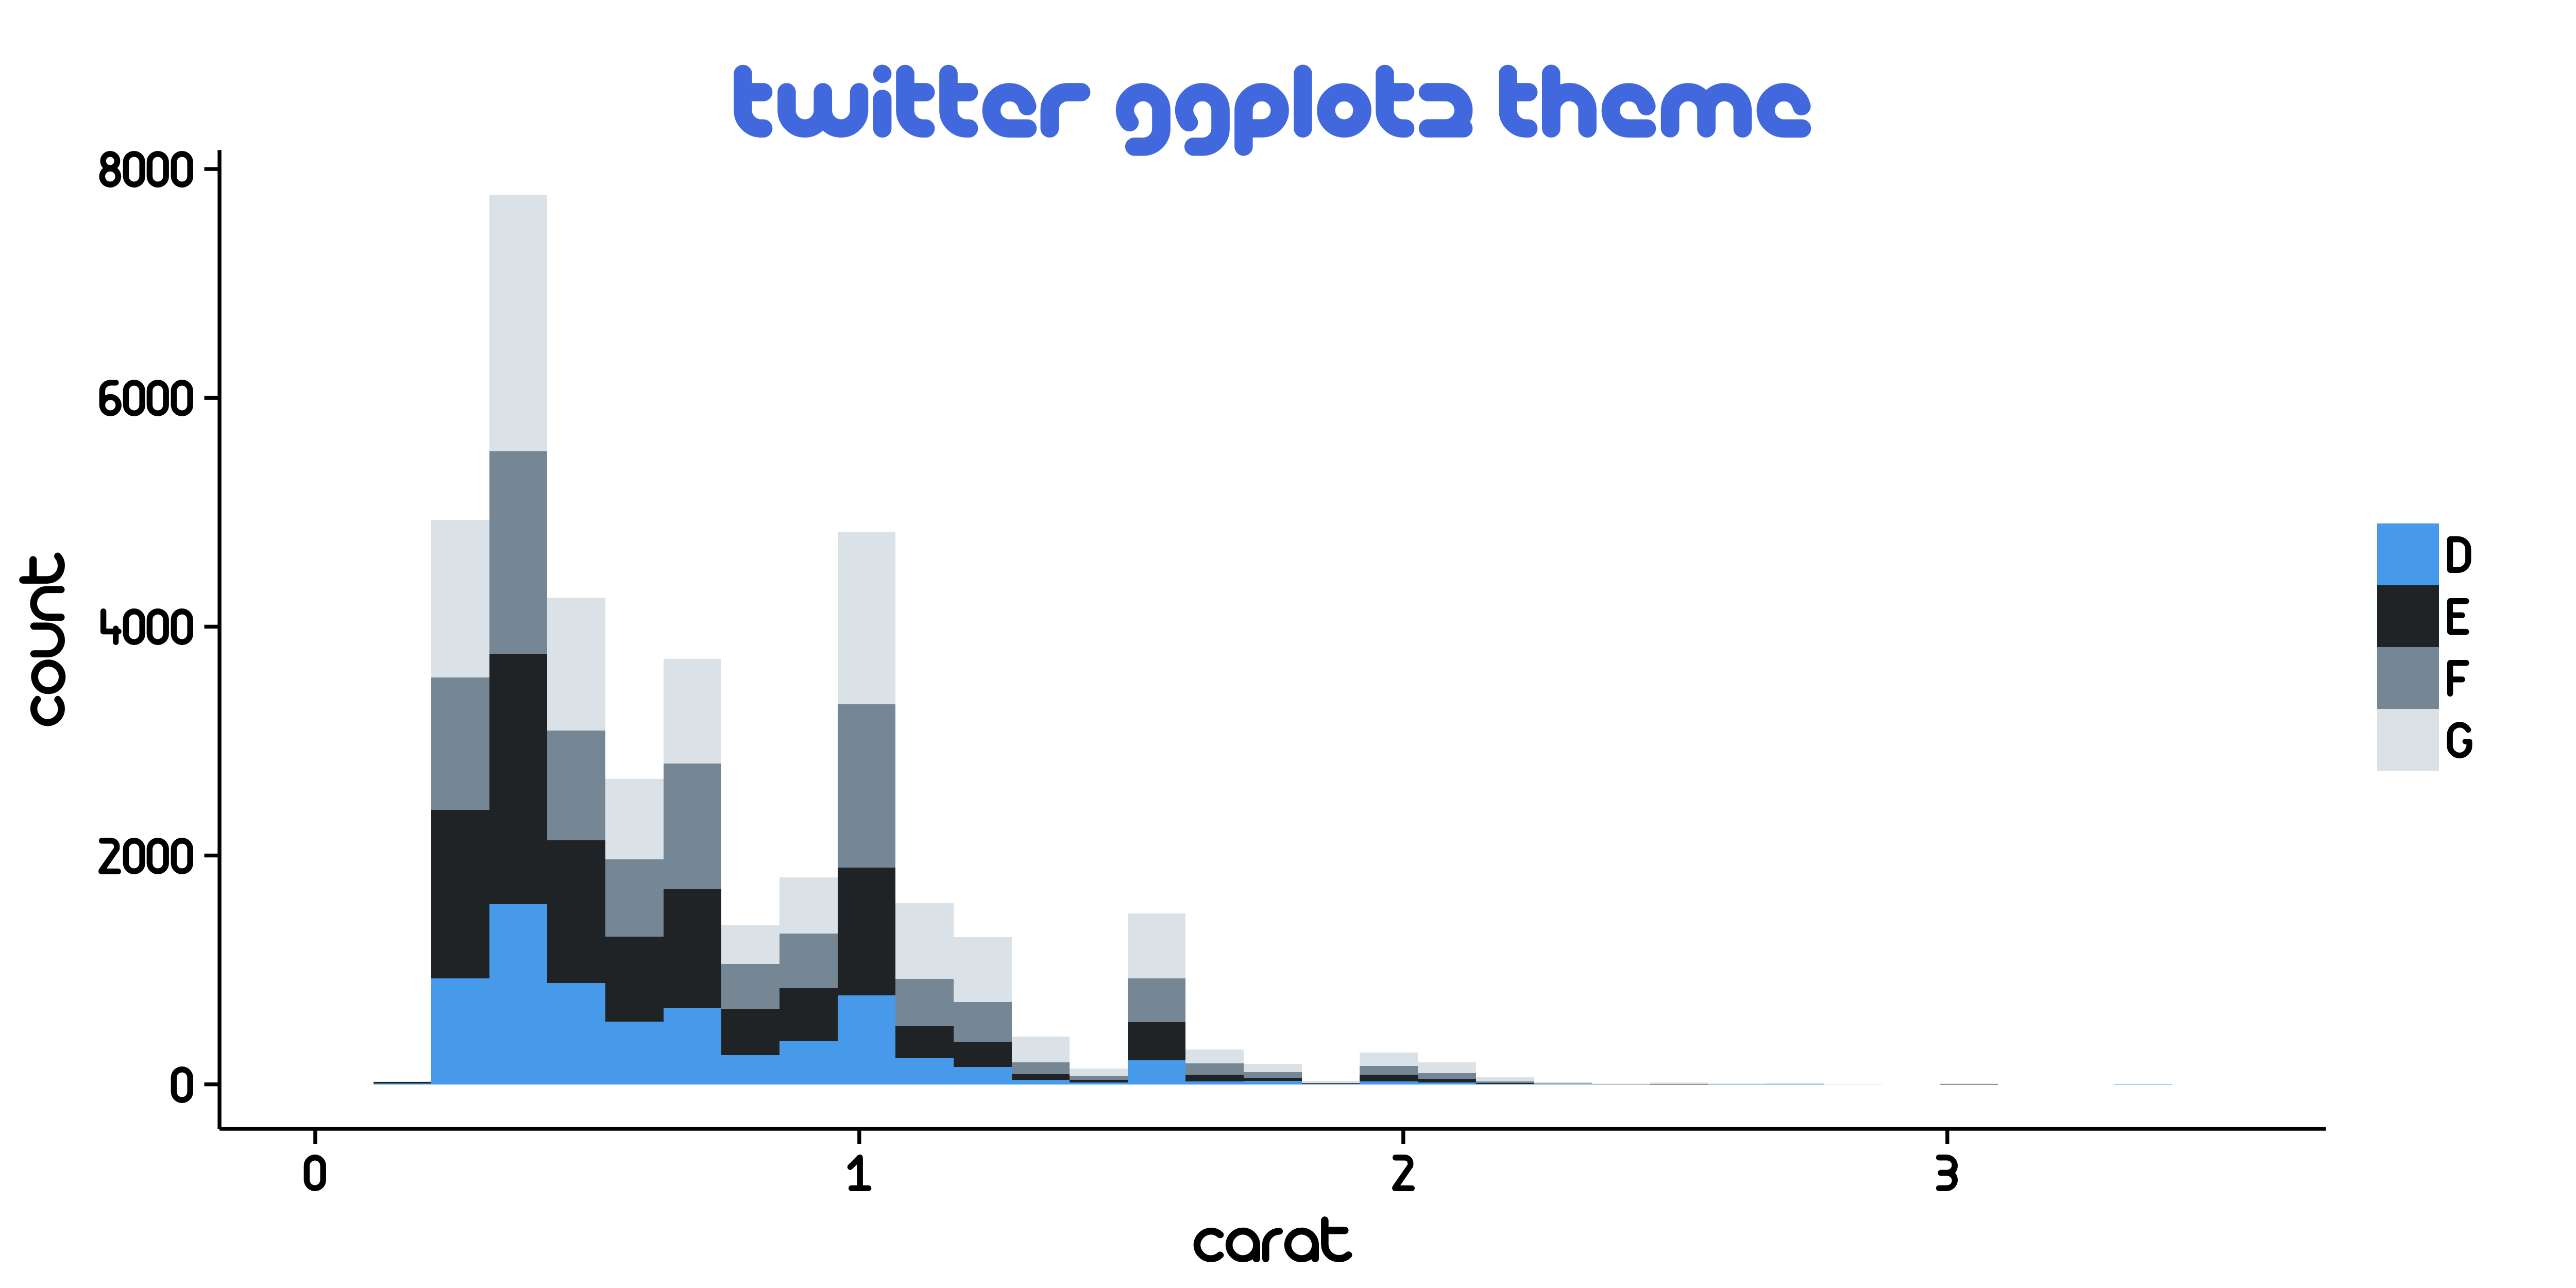 twitter ggplot2 theme
8000
6000
4000
2000
0
count
0 1 2 3
carat
D
E
F
G